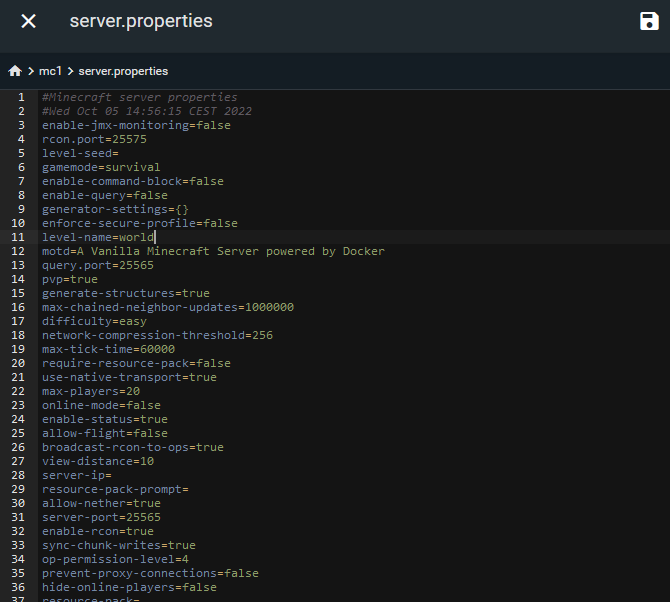 server.properties
mc1 > server.properties
1 #Minecraft server properties
2 #Wed Oct 05 14:56:15 CEST 2022
3 enable-jmx-monitoring=false
4 rcon.port=25575
5 level-seed=
6 gamemode=survival
7 enable-command-block=false
8 enable-query=false
9 generator-settings={}
10 enforce-secure-profile=false
11 level-name=world
12 motd=A Vanilla Minecraft Server powered by Docker
13 query.port=25565
14 pvp=true
15 generate-structures=true
16 max-chained-neighbor-updates=1000000
17 difficulty=easy
18 network-compression-threshold=256
19 max-tick-time=60000
20 require-resource-pack=false
21 use-native-transport=true
22 max-players=20
23 online-mode=false
24 enable-status=true
25 allow-flight=false
26 broadcast-rcon-to-ops=true
27 view-distance=10
28 server-ip=
29 resource-pack-prompt=
30 allow-nether=true
31 server-port=25565
32 enable-rcon=true
33 sync-chunk-writes=true
34 op-permission-level=4
35 prevent-proxy-connections=false
36 hide-online-players=false
37 resource-pack=